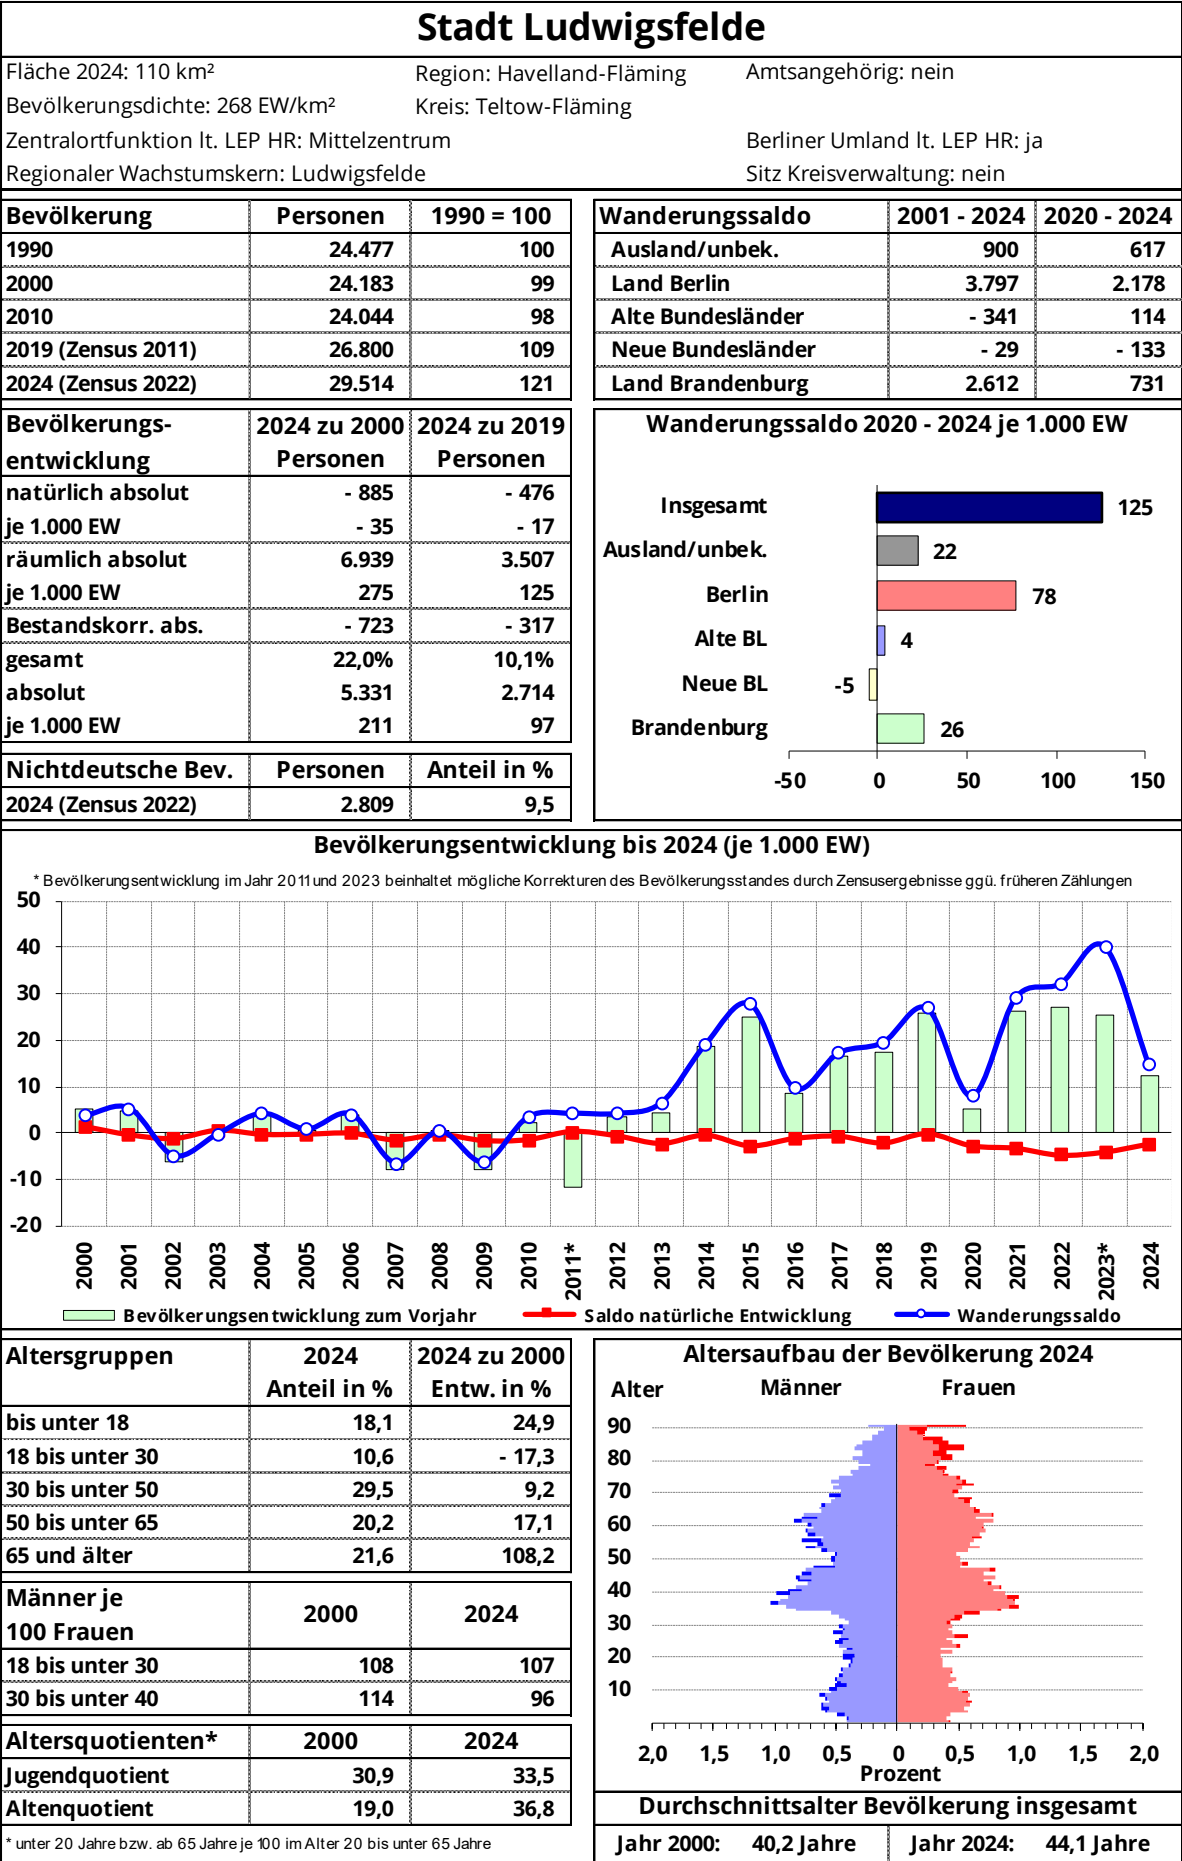 Stadt Ludwigsfelde
Fläche 2024: 110 km² Region: Havelland-Fläming Amtsangehörig: nein
Bevölkerungsdichte: 268 EW/km² Kreis: Teltow-Fläming
Zentralortfunktion lt. LEP HR: Mittelzentrum Berliner Umland lt. LEP HR: ja
Regionaler Wachstumskern: Ludwigsfelde Sitz Kreisverwaltung: nein
Bevölkerung Personen 1990 = 100
1990 24.477 100
2000 24.183 99
2010 24.044 98
2019 (Zensus 2011) 26.800 109
2024 (Zensus 2022) 29.514 121
Wanderungssaldo 2001 - 2024 2020 - 2024
Ausland/unbek. 900 617
Land Berlin 3.797 2.178
Alte Bundesländer - 341 114
Neue Bundesländer - 29 - 133
Land Brandenburg 2.612 731
Bevölkerungs- 2024 zu 2000 2024 zu 2019
entwicklung Personen Personen
natürlich absolut - 885 - 476
je 1.000 EW - 35 - 17
räumlich absolut 6.939 3.507
je 1.000 EW 275 125
Bestandskorr. abs. - 723 - 317
gesamt 22,0% 10,1%
absolut 5.331 2.714
je 1.000 EW 211 97
Nichtdeutsche Bev. Personen Anteil in %
2024 (Zensus 2022) 2.809 9,5
Wanderungssaldo 2020 - 2024 je 1.000 EW
Insgesamt 125
Ausland/unbek. 22
Berlin 78
Alte BL 4
Neue BL -5
Brandenburg 26
-50 0 50 100 150
Bevölkerungsentwicklung bis 2024 (je 1.000 EW)
* Bevölkerungsentwicklung im Jahr 2011 und 2023 beinhaltet mögliche Korrekturen des Bevölkerungsstandes durch Zensusergebnisse ggü. früheren Zählungen
50
40
30
20
10
0
-10
-20
2000 2001 2002 2003 2004 2005 2006 2007 2008 2009 2010 2011* 2012 2013 2014 2015 2016 2017 2018 2019 2020 2021 2022 2023* 2024
Bevölkerungsentwicklung zum Vorjahr Saldo natürliche Entwicklung Wanderungssaldo
Altersgruppen 2024 2024 zu 2000
Anteil in % Entw. in %
bis unter 18 18,1 24,9
18 bis unter 30 10,6 - 17,3
30 bis unter 50 29,5 9,2
50 bis unter 65 20,2 17,1
65 und älter 21,6 108,2
Männer je
100 Frauen 2000 2024
18 bis unter 30 108 107
30 bis unter 40 114 96
Altersquotienten* 2000 2024
Jugendquotient 30,9 33,5
Altenquotient 19,0 36,8
* unter 20 Jahre bzw. ab 65 Jahre je 100 im Alter 20 bis unter 65 Jahre
Altersaufbau der Bevölkerung 2024
Alter Männer Frauen
90
80
70
60
50
40
30
20
10
2,0 1,5 1,0 0,5 0 0,5 1,0 1,5 2,0
Prozent
Durchschnittsalter Bevölkerung insgesamt
Jahr 2000: 40,2 Jahre Jahr 2024: 44,1 Jahre